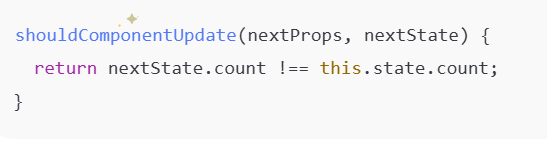 shouldComponentUpdate(nextProps, nextState) {
  return nextState.count !== this.state.count;
}